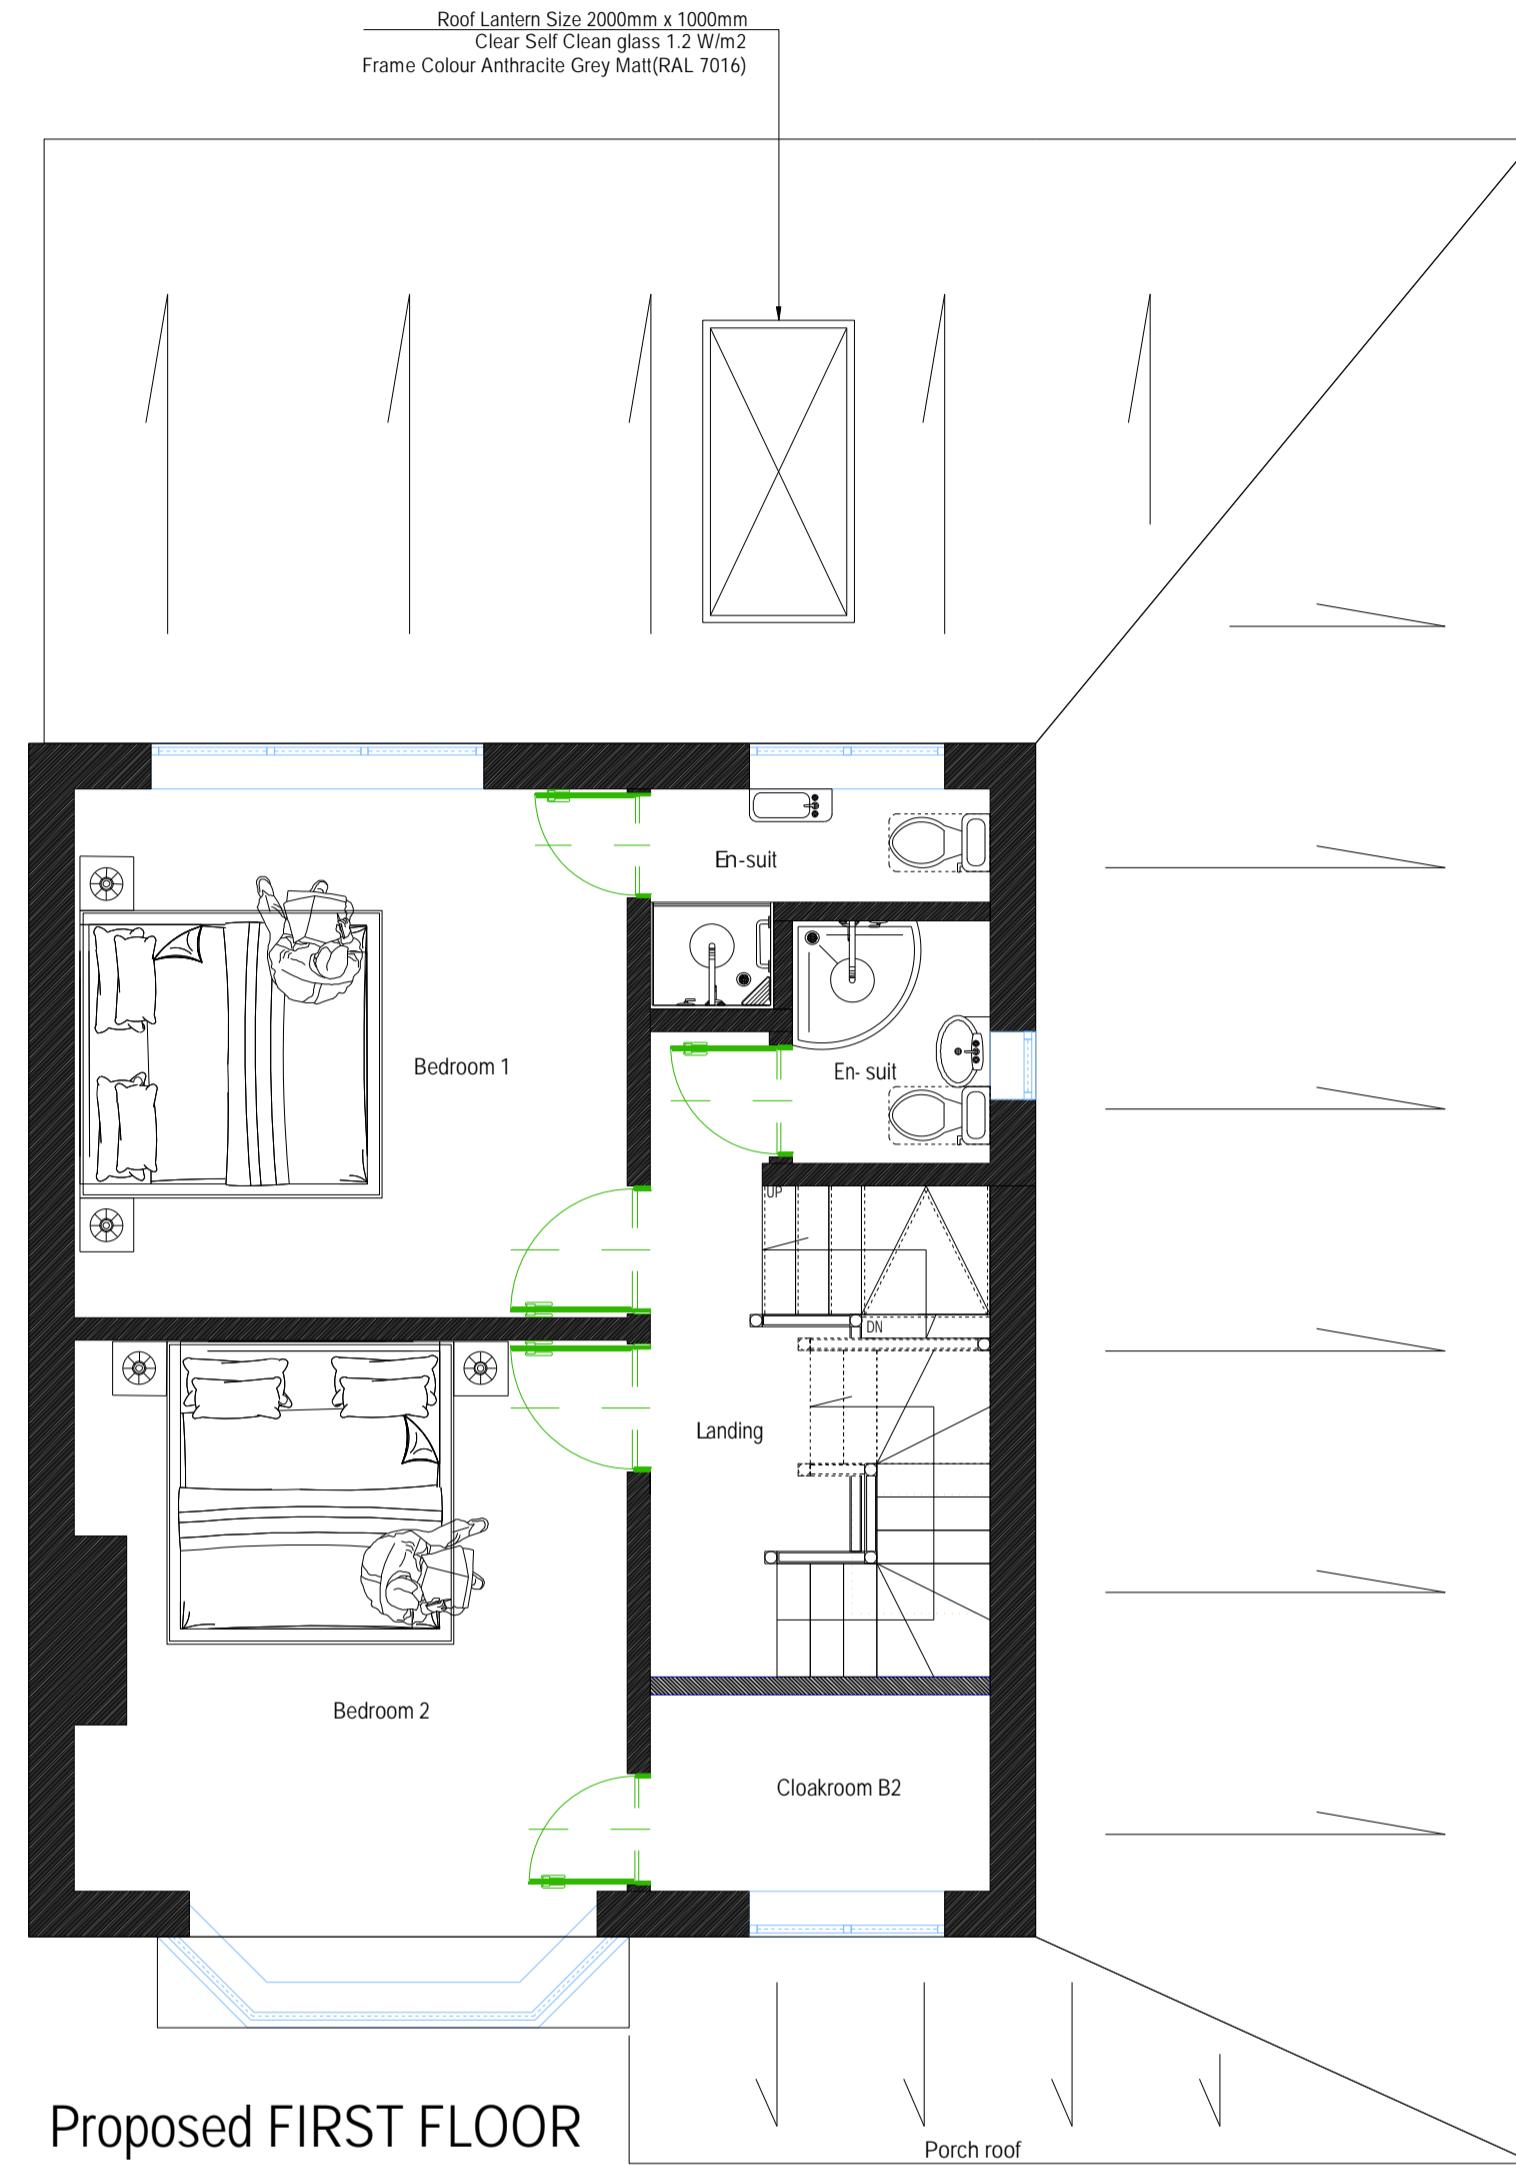 Roof Lantern Size 2000mm x 1000mm
Clear Self Clean glass 1.2 W/m2
Frame Colour Anthracite Grey Matt(RAL 7016)
En-suit
Bedroom 1
En- suit
UP
DN
Landing
Bedroom 2
Cloakroom B2
Proposed FIRST FLOOR
Porch roof